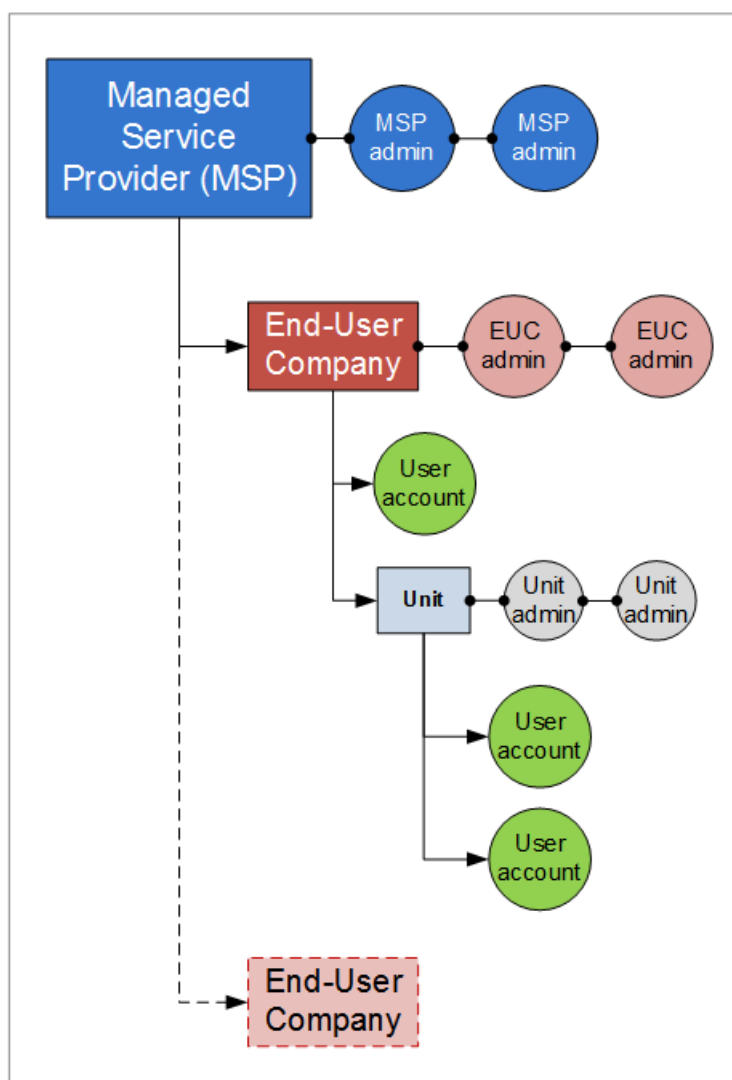 Managed
Service
Provider (MSP)
MSP
admin
MSP
admin
End-User
Company
EUC
admin
EUC
admin
User
account
Unit
Unit
admin
Unit
admin
User
account
User
account
End-User
Company